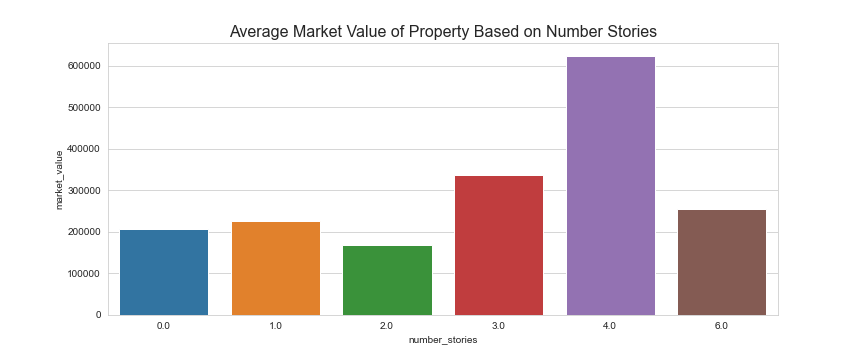 Average Market Value of Property Based on Number Stories
market_value
600000
500000
400000
300000
200000
100000
0
0.0 1.0 2.0 3.0 4.0 6.0
number_stories